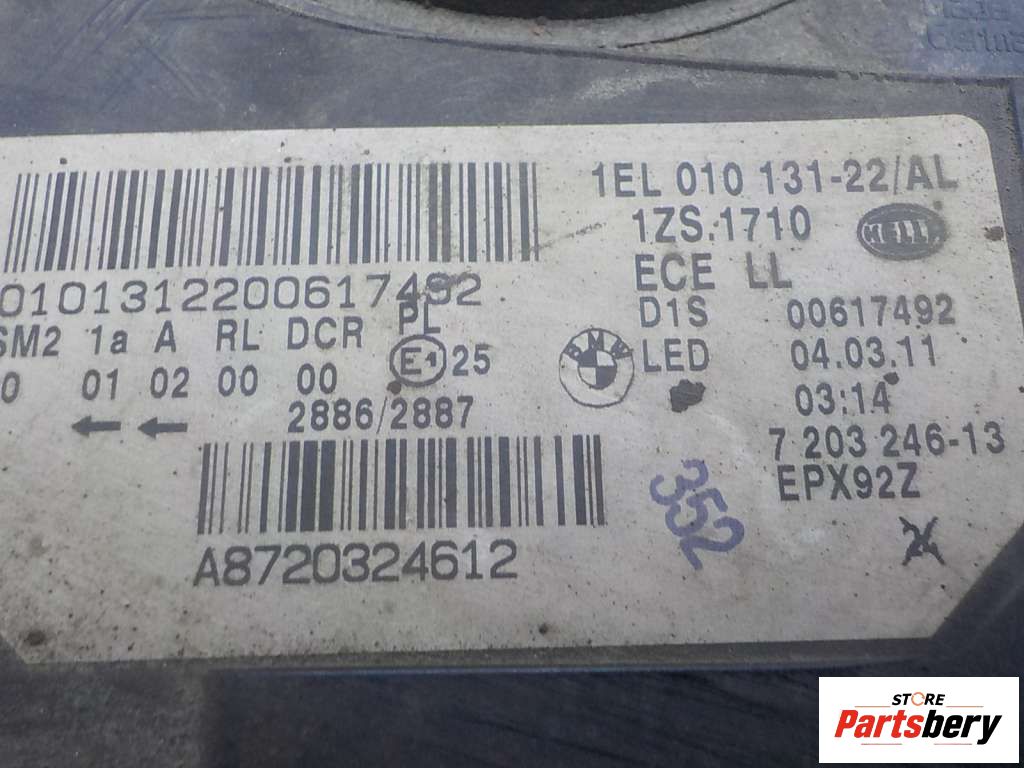 1EL 010 131-22/AL
1ZS.1710
HELLA
ECE LL
0101312200617492
D1S 00617492
SM2 1a A RL DCR PL
E1 25
BMW
LED 04.03.11
0 01 02 00 00
03:14
2886/2887
7 203 246-13
EPX92Z
A8720324612
352
STORE
Partsbery